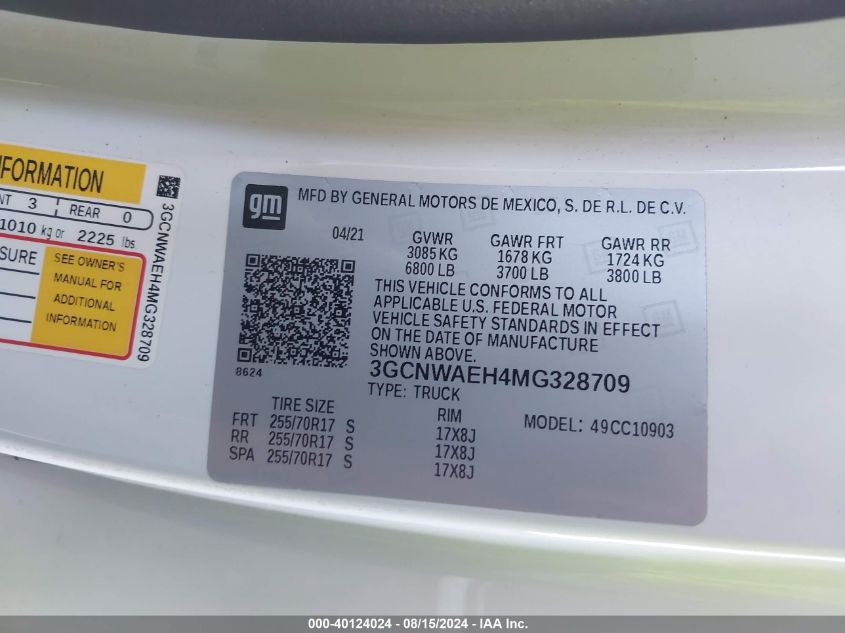 NFORMATION
NT 3 REAR 0
1010 kg or 2225 lbs
SURE
SEE OWNER'S
MANUAL FOR
ADDITIONAL
INFORMATION
3GCNWAEH4MG328709
gm
MFD BY GENERAL MOTORS DE MEXICO, S. DE R.L. DE C.V.
04/21 GVWR GAWR FRT GAWR RR
3085 KG 1678 KG 1724 KG
6800 LB 3700 LB 3800 LB
THIS VEHICLE CONFORMS TO ALL
APPLICABLE U.S. FEDERAL MOTOR
VEHICLE SAFETY STANDARDS IN EFFECT
ON THE DATE OF MANUFACTURE
SHOWN ABOVE.
8624
3GCNWAEH4MG328709
TYPE: TRUCK
TIRE SIZE RIM MODEL: 49CC10903
FRT 255/70R17 S 17X8J
RR 255/70R17 S 17X8J
SPA 255/70R17 S 17X8J
000-40124024 - 08/15/2024 - IAA Inc.